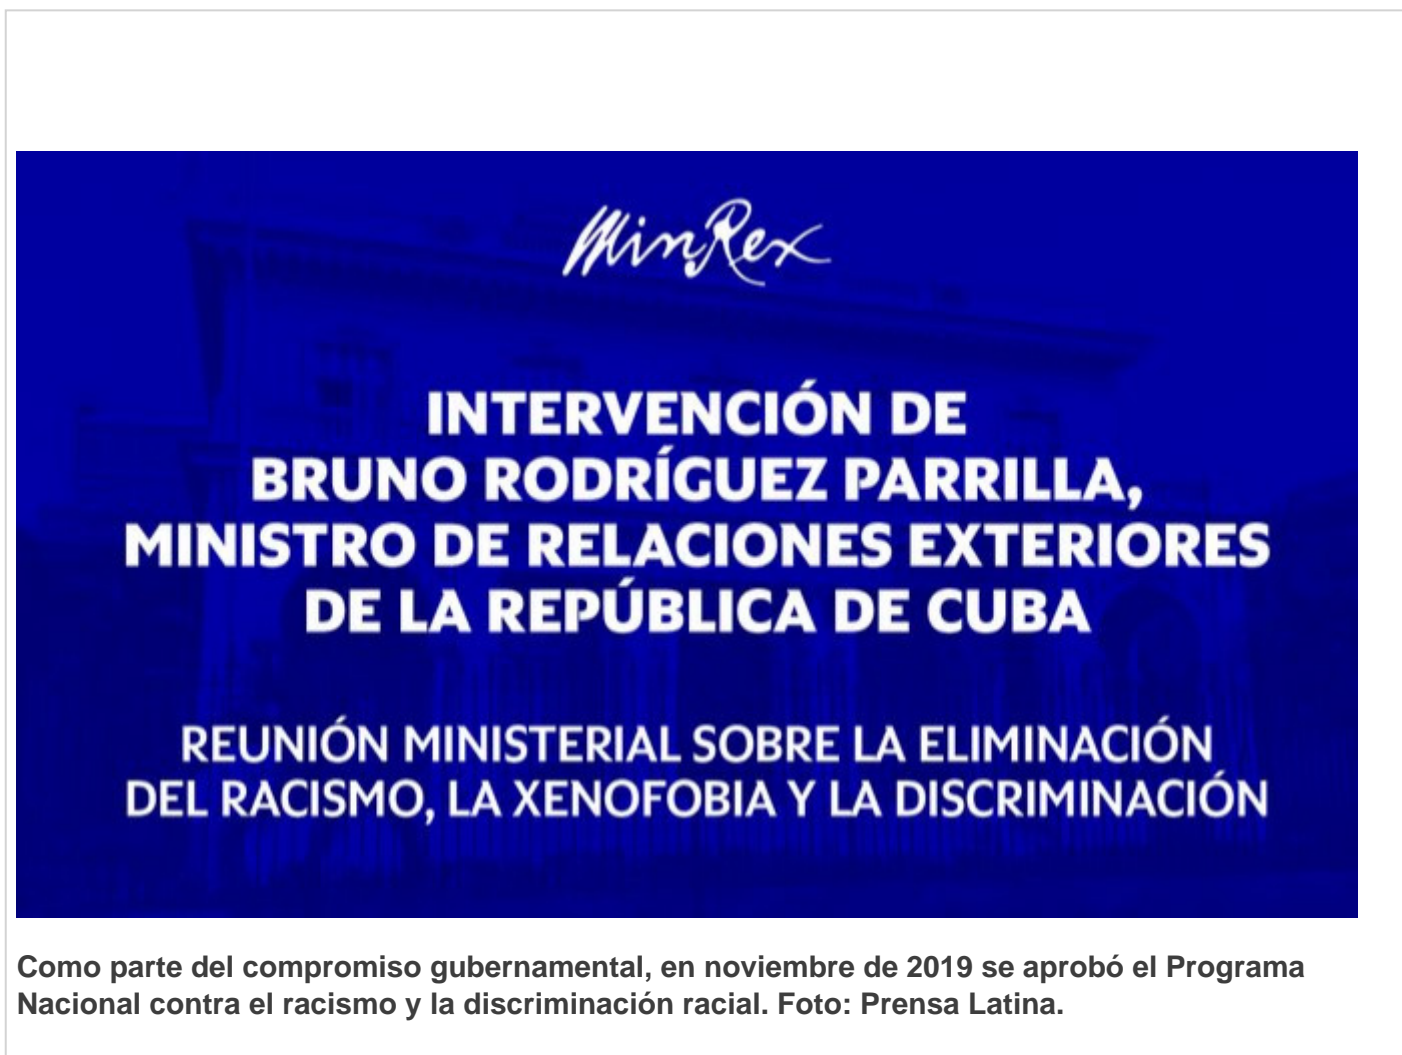 MinRex
INTERVENCIÓN DE
BRUNO RODRÍGUEZ PARRILLA,
MINISTRO DE RELACIONES EXTERIORES
DE LA REPÚBLICA DE CUBA
REUNIÓN MINISTERIAL SOBRE LA ELIMINACIÓN
DEL RACISMO, LA XENOFOBIA Y LA DISCRIMINACIÓN
Como parte del compromiso gubernamental, en noviembre de 2019 se aprobó el Programa
Nacional contra el racismo y la discriminación racial. Foto: Prensa Latina.